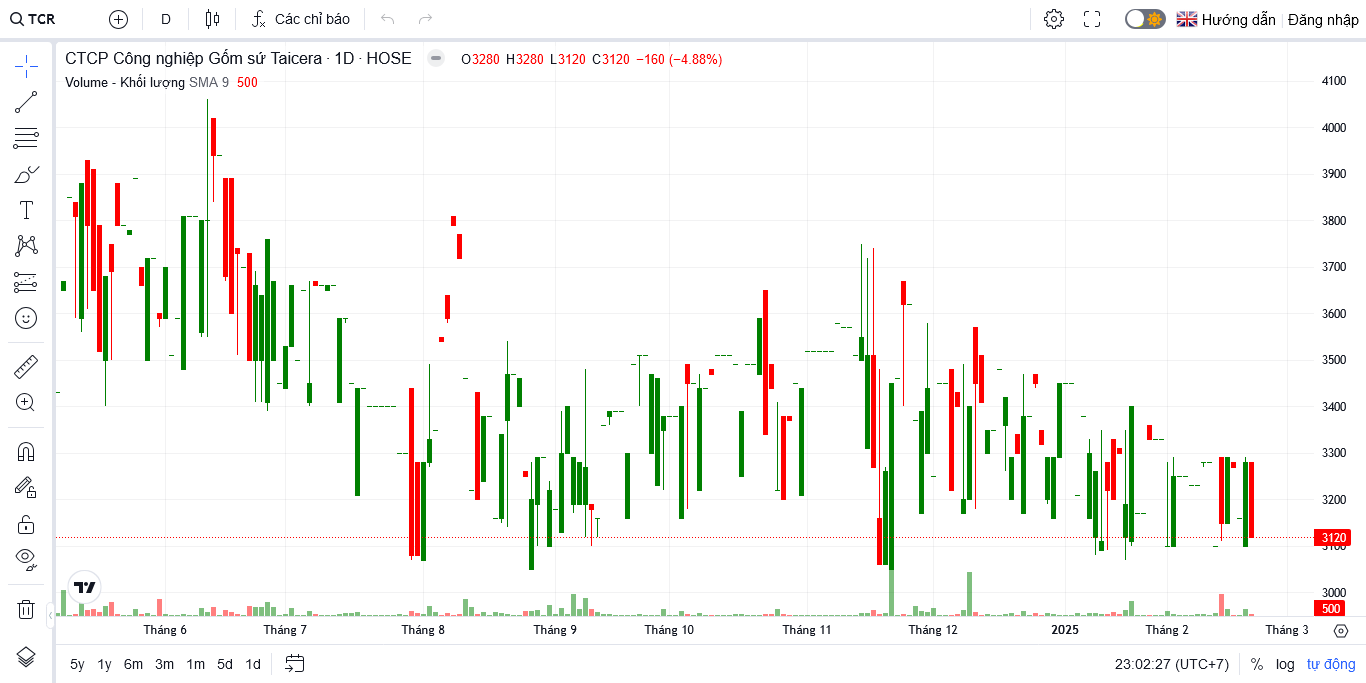 TCR
D
Các chỉ báo
Hướng dẫn
Đăng nhập
CTCP Công nghiệp Gốm sứ Taicera · 1D · HOSE
O3280 H3280 L3120 C3120 −160 (−4.88%)
Volume - Khối lượng SMA 9 500
4100
4000
3900
3800
3700
3600
3500
3400
3300
3200
3120
3100
3000
500
Tháng 6
Tháng 7
Tháng 8
Tháng 9
Tháng 10
Tháng 11
Tháng 12
2025
Tháng 2
Tháng 3
5y 1y 6m 3m 1m 5d 1d
23:02:27 (UTC+7)
%
log
tự động